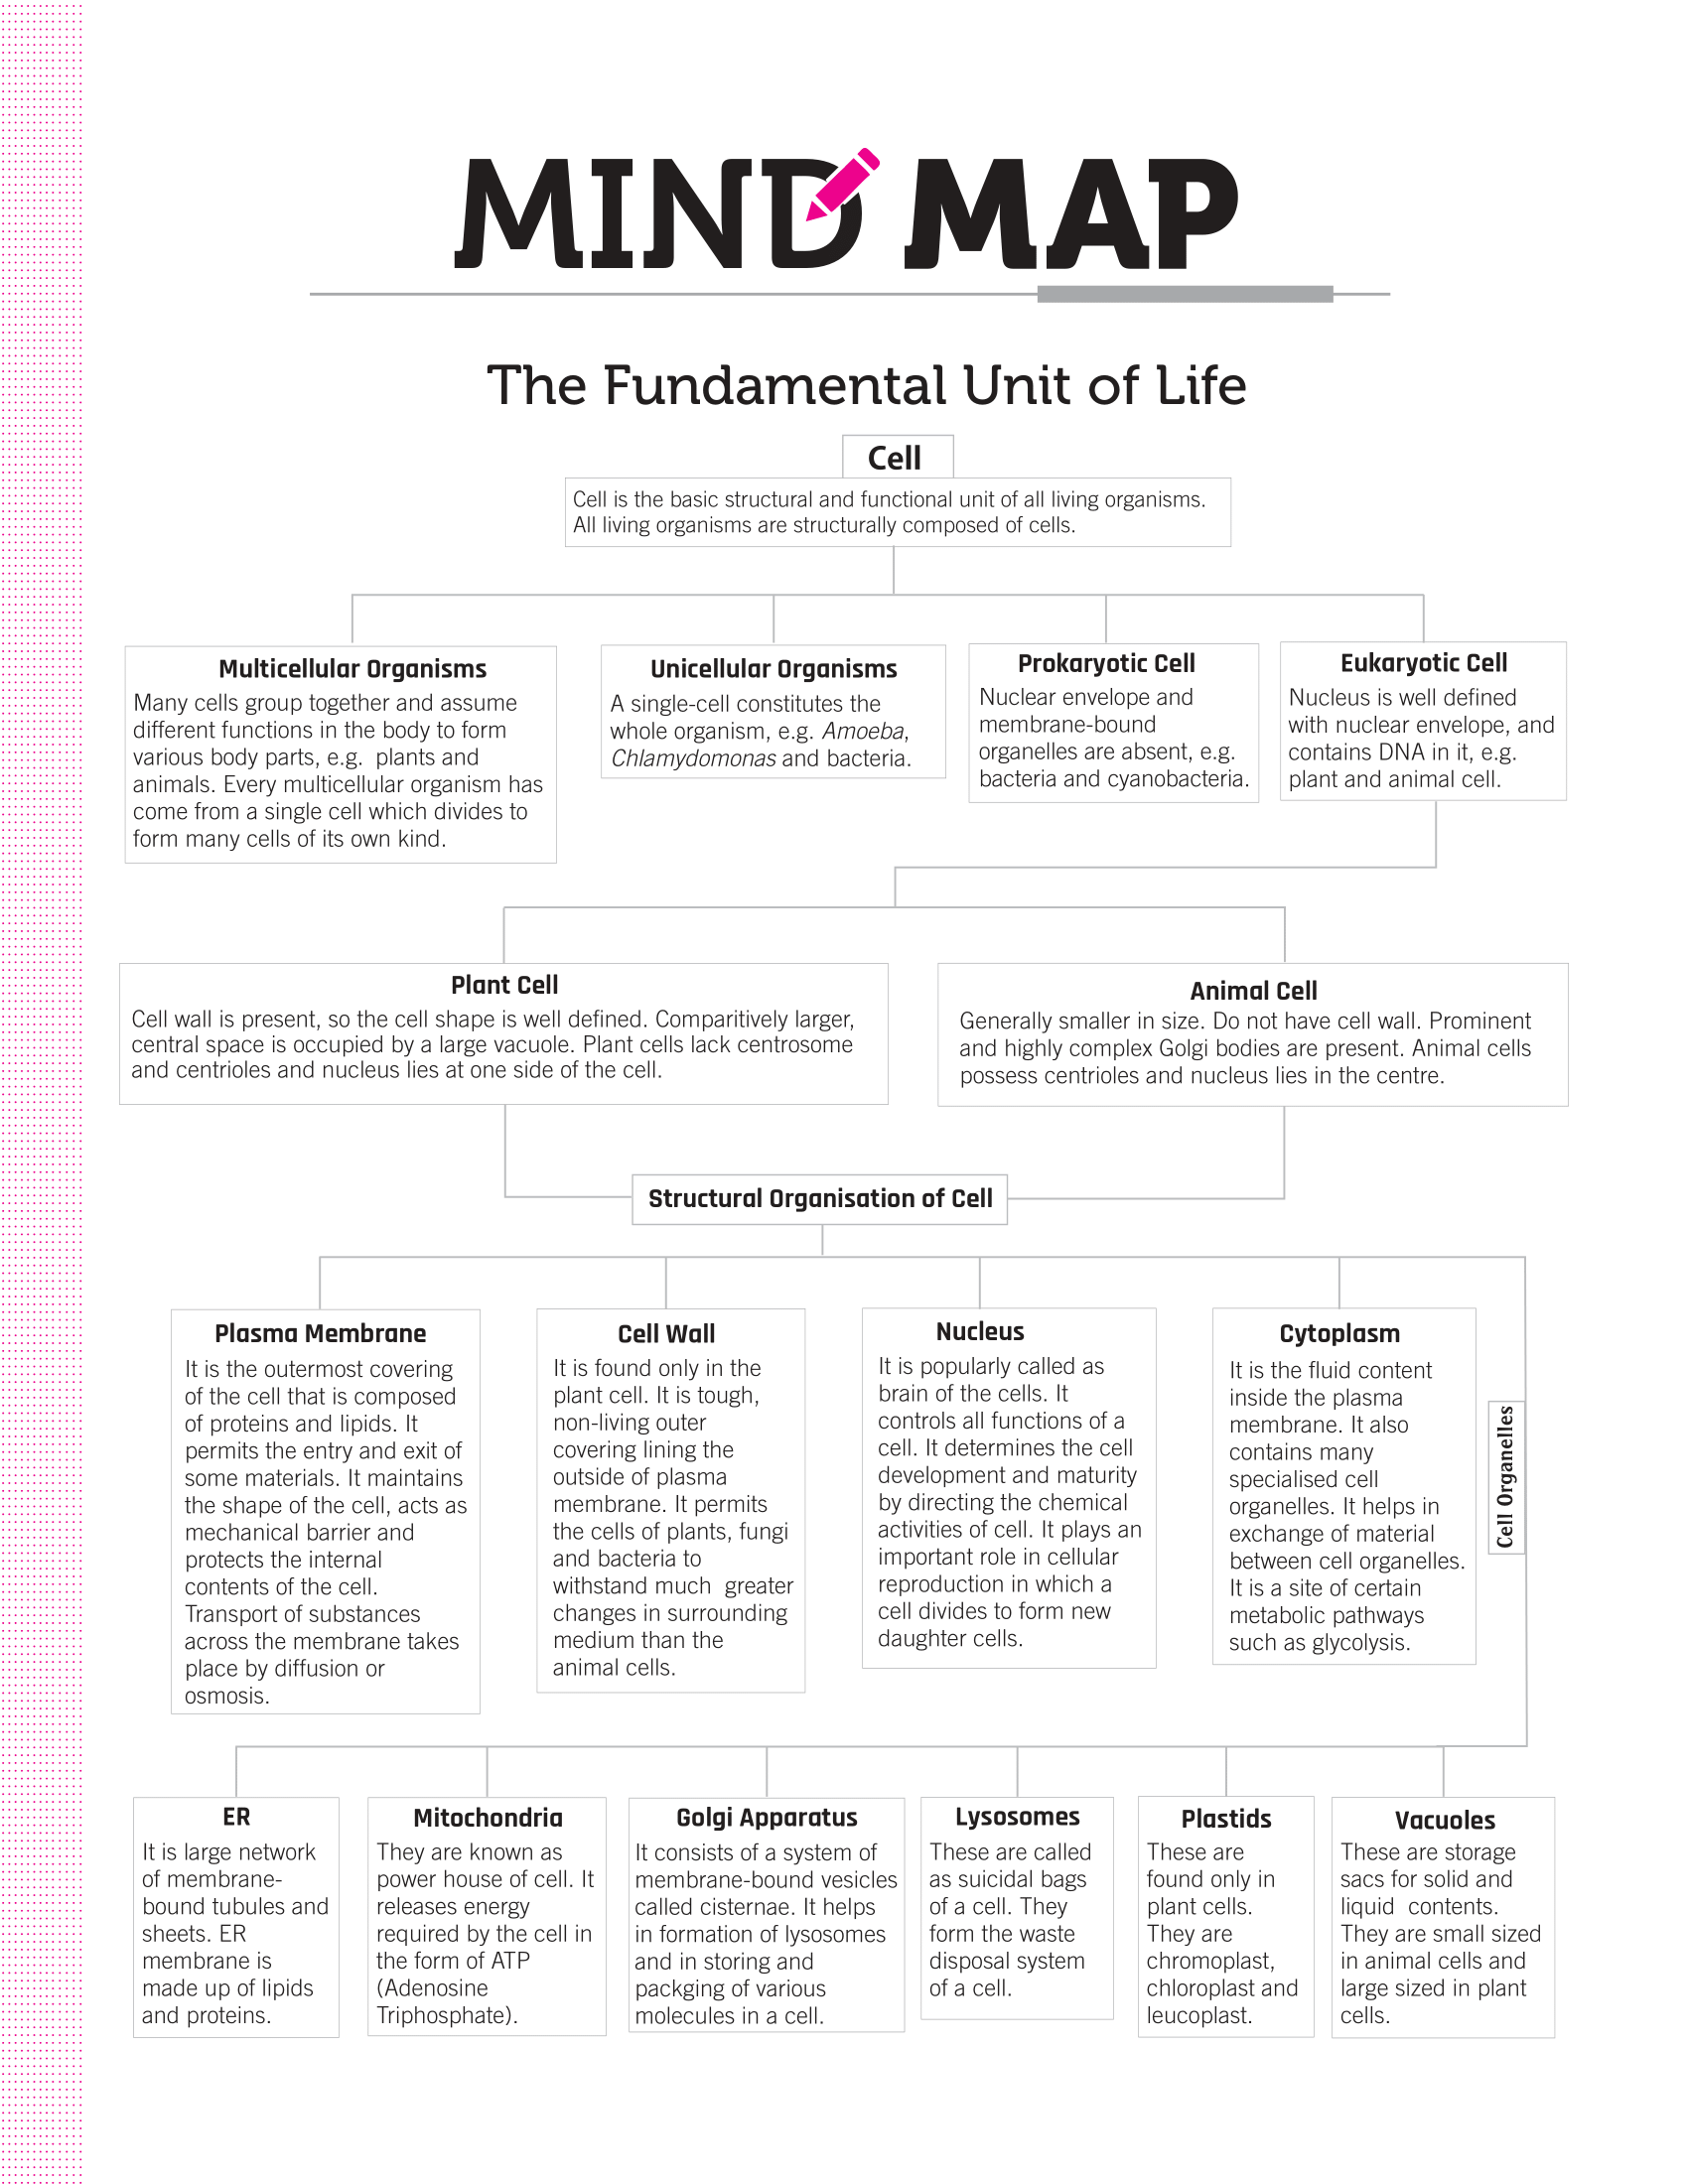 MIND MAP
The Fundamental Unit of Life
Cell
Cell is the basic structural and functional unit of all living organisms.
All living organisms are structurally composed of cells.
Multicellular Organisms
Many cells group together and assume
different functions in the body to form
various body parts, e.g. plants and
animals. Every multicellular organism has
come from a single cell which divides to
form many cells of its own kind.
Unicellular Organisms
A single-cell constitutes the
whole organism, e.g. Amoeba,
Chlamydomonas and bacteria.
Prokaryotic Cell
Nuclear envelope and
membrane-bound
organelles are absent, e.g.
bacteria and cyanobacteria.
Eukaryotic Cell
Nucleus is well defined
with nuclear envelope, and
contains DNA in it, e.g.
plant and animal cell.
Plant Cell
Cell wall is present, so the cell shape is well defined. Comparitively larger,
central space is occupied by a large vacuole. Plant cells lack centrosome
and centrioles and nucleus lies at one side of the cell.
Animal Cell
Generally smaller in size. Do not have cell wall. Prominent
and highly complex Golgi bodies are present. Animal cells
possess centrioles and nucleus lies in the centre.
Structural Organisation of Cell
Plasma Membrane
It is the outermost covering
of the cell that is composed
of proteins and lipids. It
permits the entry and exit of
some materials. It maintains
the shape of the cell, acts as
mechanical barrier and
protects the internal
contents of the cell.
Transport of substances
across the membrane takes
place by diffusion or
osmosis.
Cell Wall
It is found only in the
plant cell. It is tough,
non-living outer
covering lining the
outside of plasma
membrane. It permits
the cells of plants, fungi
and bacteria to
withstand much greater
changes in surrounding
medium than the
animal cells.
Nucleus
It is popularly called as
brain of the cells. It
controls all functions of a
cell. It determines the cell
development and maturity
by directing the chemical
activities of cell. It plays an
important role in cellular
reproduction in which a
cell divides to form new
daughter cells.
Cytoplasm
It is the fluid content
inside the plasma
membrane. It also
contains many
specialised cell
organelles. It helps in
exchange of material
between cell organelles.
It is a site of certain
metabolic pathways
such as glycolysis.
Cell Organelles
ER
It is large network
of membrane-
bound tubules and
sheets. ER
membrane is
made up of lipids
and proteins.
Mitochondria
They are known as
power house of cell. It
releases energy
required by the cell in
the form of ATP
(Adenosine
Triphosphate).
Golgi Apparatus
It consists of a system of
membrane-bound vesicles
called cisternae. It helps
in formation of lysosomes
and in storing and
packging of various
molecules in a cell.
Lysosomes
These are called
as suicidal bags
of a cell. They
form the waste
disposal system
of a cell.
Plastids
These are
found only in
plant cells.
They are
chromoplast,
chloroplast and
leucoplast.
Vacuoles
These are storage
sacs for solid and
liquid contents.
They are small sized
in animal cells and
large sized in plant
cells.